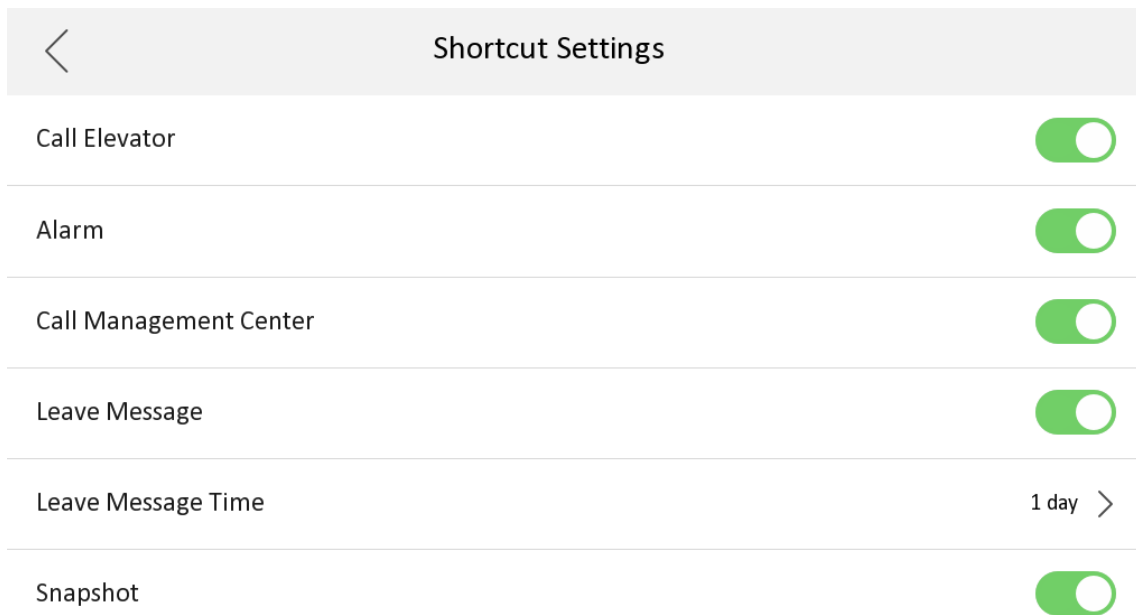 Shortcut Settings
Call Elevator
Alarm
Call Management Center
Leave Message
Leave Message Time 1 day
Snapshot